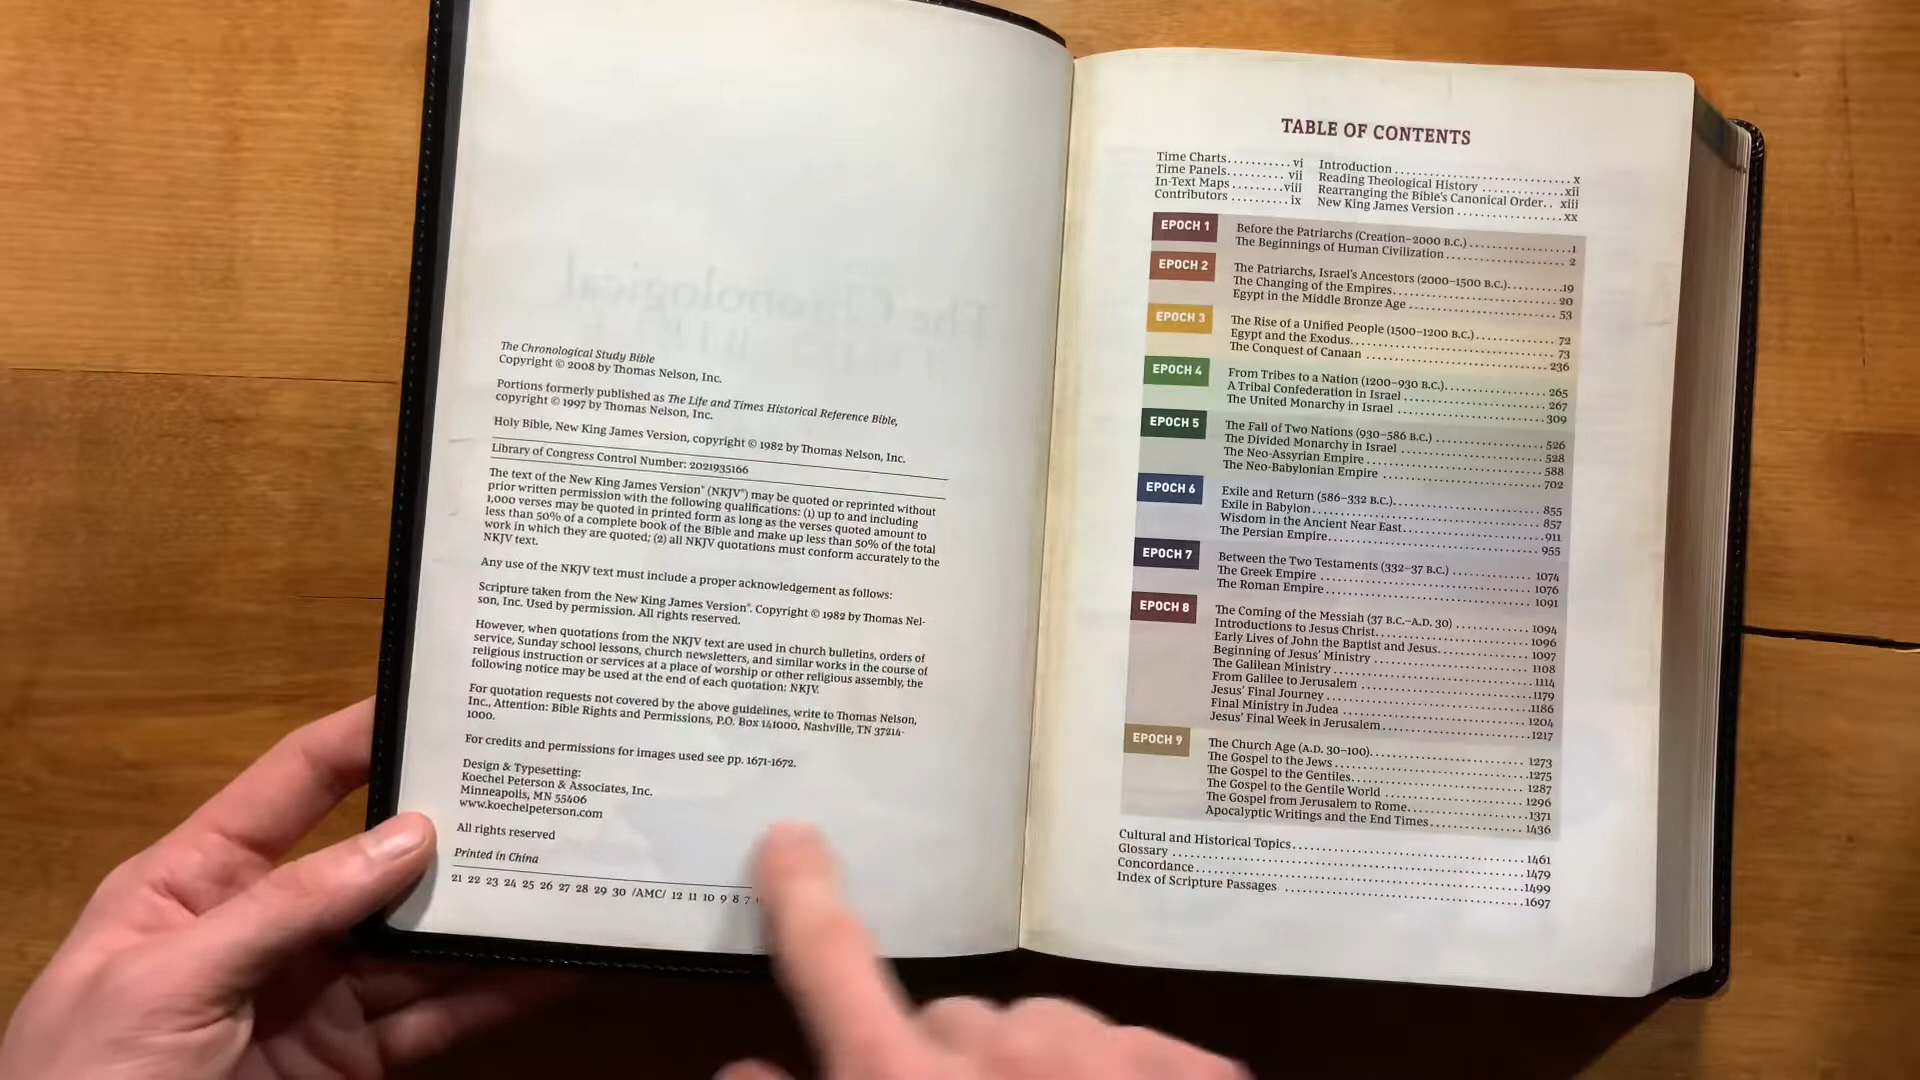 The Chronological Study Bible
Copyright © 2008 by Thomas Nelson, Inc.
Portions formerly published as The Life and Times Historical Reference Bible,
copyright © 1997 by Thomas Nelson, Inc.
Holy Bible, New King James Version, copyright © 1982 by Thomas Nelson, Inc.
Library of Congress Control Number: 2021935166
The text of the New King James Version® (NKJV®) may be quoted or reprinted without
prior written permission with the following qualifications: (1) up to and including
1,000 verses may be quoted in printed form as long as the verses quoted amount to
less than 50% of a complete book of the Bible and make up less than 50% of the total
work in which they are quoted; (2) all NKJV quotations must conform accurately to the
NKJV text.
Any use of the NKJV text must include a proper acknowledgement as follows:
Scripture taken from the New King James Version®. Copyright © 1982 by Thomas Nel-
son, Inc. Used by permission. All rights reserved.
However, when quotations from the NKJV text are used in church bulletins, orders of
service, Sunday school lessons, church newsletters, and similar works in the course of
religious instruction or services at a place of worship or other religious assembly, the
following notice may be used at the end of each quotation: NKJV.
For quotation requests not covered by the above guidelines, write to Thomas Nelson,
Inc., Attention: Bible Rights and Permissions, P.O. Box 141000, Nashville, TN 37214-
1000.
For credits and permissions for images used see pp. 1671-1672.
Design & Typesetting:
Koechel Peterson & Associates, Inc.
Minneapolis, MN 55406
www.koechelpeterson.com
All rights reserved
Printed in China
21 22 23 24 25 26 27 28 29 30 /AMC/ 12 11 10 9 8 7
TABLE OF CONTENTS
Time Charts........... vi
Time Panels........... vii
In-Text Maps ........ viii
Contributors .......... ix
Introduction ............................ x
Reading Theological History ............ xii
Rearranging the Bible's Canonical Order.. xiii
New King James Version ................ xx
EPOCH 1
Before the Patriarchs (Creation–2000 B.C.) ................ 1
The Beginnings of Human Civilization .................... 2
EPOCH 2
The Patriarchs, Israel's Ancestors (2000–1500 B.C.)......... 19
The Changing of the Empires............................ 20
Egypt in the Middle Bronze Age ......................... 53
EPOCH 3
The Rise of a Unified People (1500–1200 B.C.).............. 72
Egypt and the Exodus.................................. 73
The Conquest of Canaan ............................... 236
EPOCH 4
From Tribes to a Nation (1200–930 B.C.).................. 265
A Tribal Confederation in Israel ........................ 267
The United Monarchy in Israel ......................... 309
EPOCH 5
The Fall of Two Nations (930–586 B.C.) .................. 526
The Divided Monarchy in Israel ........................ 528
The Neo-Assyrian Empire ............................. 588
The Neo-Babylonian Empire ........................... 702
EPOCH 6
Exile and Return (586–332 B.C.)......................... 855
Exile in Babylon...................................... 857
Wisdom in the Ancient Near East....................... 911
The Persian Empire................................... 955
EPOCH 7
Between the Two Testaments (332–37 B.C.) .............. 1074
The Greek Empire ................................... 1076
The Roman Empire.................................. 1091
EPOCH 8
The Coming of the Messiah (37 B.C.–A.D. 30) ............. 1094
Introductions to Jesus Christ........................... 1096
Early Lives of John the Baptist and Jesus................. 1097
Beginning of Jesus' Ministry ........................... 1108
The Galilean Ministry ................................ 1114
From Galilee to Jerusalem ............................ 1179
Jesus' Final Journey .................................. 1186
Final Ministry in Judea ............................... 1204
Jesus' Final Week in Jerusalem......................... 1217
EPOCH 9
The Church Age (A.D. 30–100).......................... 1273
The Gospel to the Jews ............................... 1275
The Gospel to the Gentiles............................ 1287
The Gospel to the Gentile World ....................... 1296
The Gospel from Jerusalem to Rome.................... 1371
Apocalyptic Writings and the End Times................. 1436
Cultural and Historical Topics............................ 1461
Glossary .............................................. 1479
Concordance........................................... 1499
Index of Scripture Passages .............................. 1697